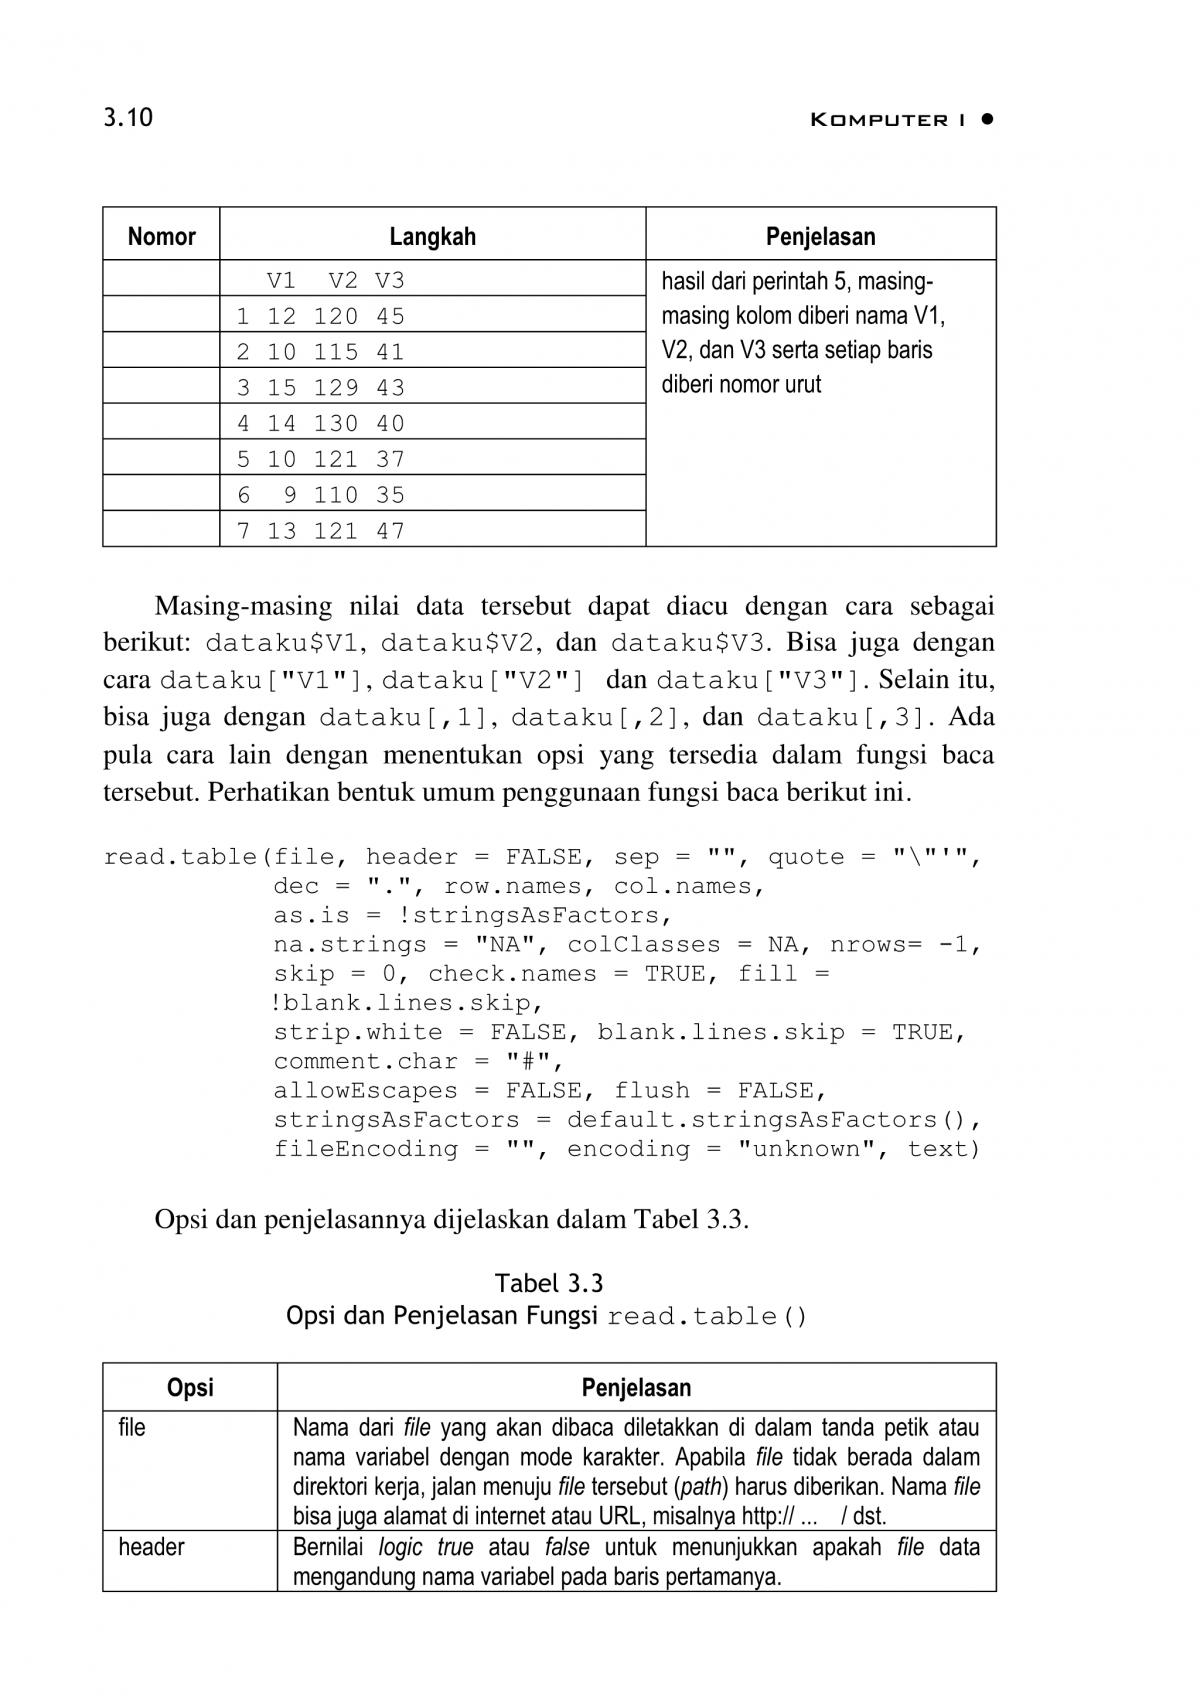 3.10 KOMPUTER I ●
Nomor Langkah Penjelasan
V1 V2 V3
1 12 120 45
2 10 115 41
3 15 129 43
4 14 130 40
5 10 121 37
6 9 110 35
7 13 121 47
hasil dari perintah 5, masing-
masing kolom diberi nama V1,
V2, dan V3 serta setiap baris
diberi nomor urut
Masing-masing nilai data tersebut dapat diacu dengan cara sebagai
berikut: dataku$V1, dataku$V2, dan dataku$V3. Bisa juga dengan
cara dataku["V1"], dataku["V2"] dan dataku["V3"]. Selain itu,
bisa juga dengan dataku[,1], dataku[,2], dan dataku[,3]. Ada
pula cara lain dengan menentukan opsi yang tersedia dalam fungsi baca
tersebut. Perhatikan bentuk umum penggunaan fungsi baca berikut ini.
read.table(file, header = FALSE, sep = "", quote = "\"'",
dec = ".", row.names, col.names,
as.is = !stringsAsFactors,
na.strings = "NA", colClasses = NA, nrows= -1,
skip = 0, check.names = TRUE, fill =
!blank.lines.skip,
strip.white = FALSE, blank.lines.skip = TRUE,
comment.char = "#",
allowEscapes = FALSE, flush = FALSE,
stringsAsFactors = default.stringsAsFactors(),
fileEncoding = "", encoding = "unknown", text)
Opsi dan penjelasannya dijelaskan dalam Tabel 3.3.
Tabel 3.3
Opsi dan Penjelasan Fungsi read.table()
Opsi Penjelasan
file Nama dari file yang akan dibaca diletakkan di dalam tanda petik atau
nama variabel dengan mode karakter. Apabila file tidak berada dalam
direktori kerja, jalan menuju file tersebut (path) harus diberikan. Nama file
bisa juga alamat di internet atau URL, misalnya http:// ... / dst.
header Bernilai logic true atau false untuk menunjukkan apakah file data
mengandung nama variabel pada baris pertamanya.